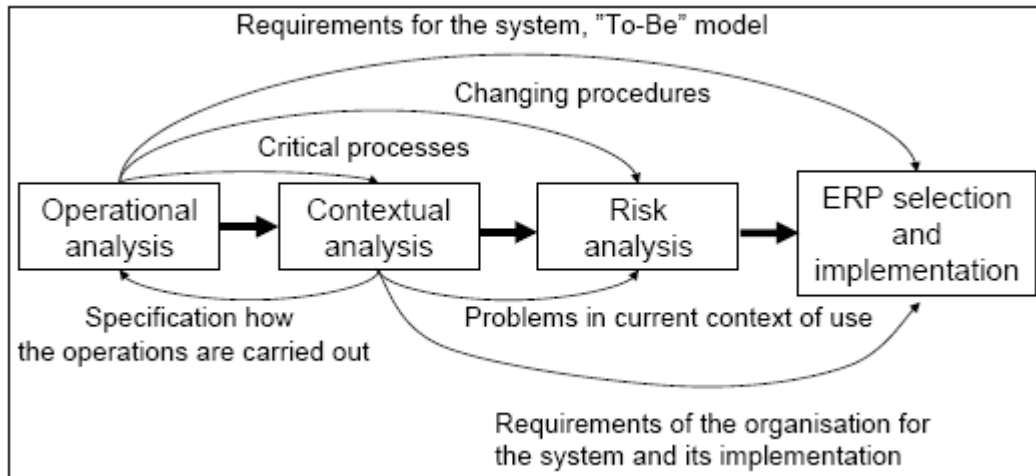 Requirements for the system, ”To-Be” model
Changing procedures
Critical processes
Operational
analysis
Contextual
analysis
Risk
analysis
ERP selection
and
implementation
Specification how
the operations are carried out
Problems in current context of use
Requirements of the organisation for
the system and its implementation